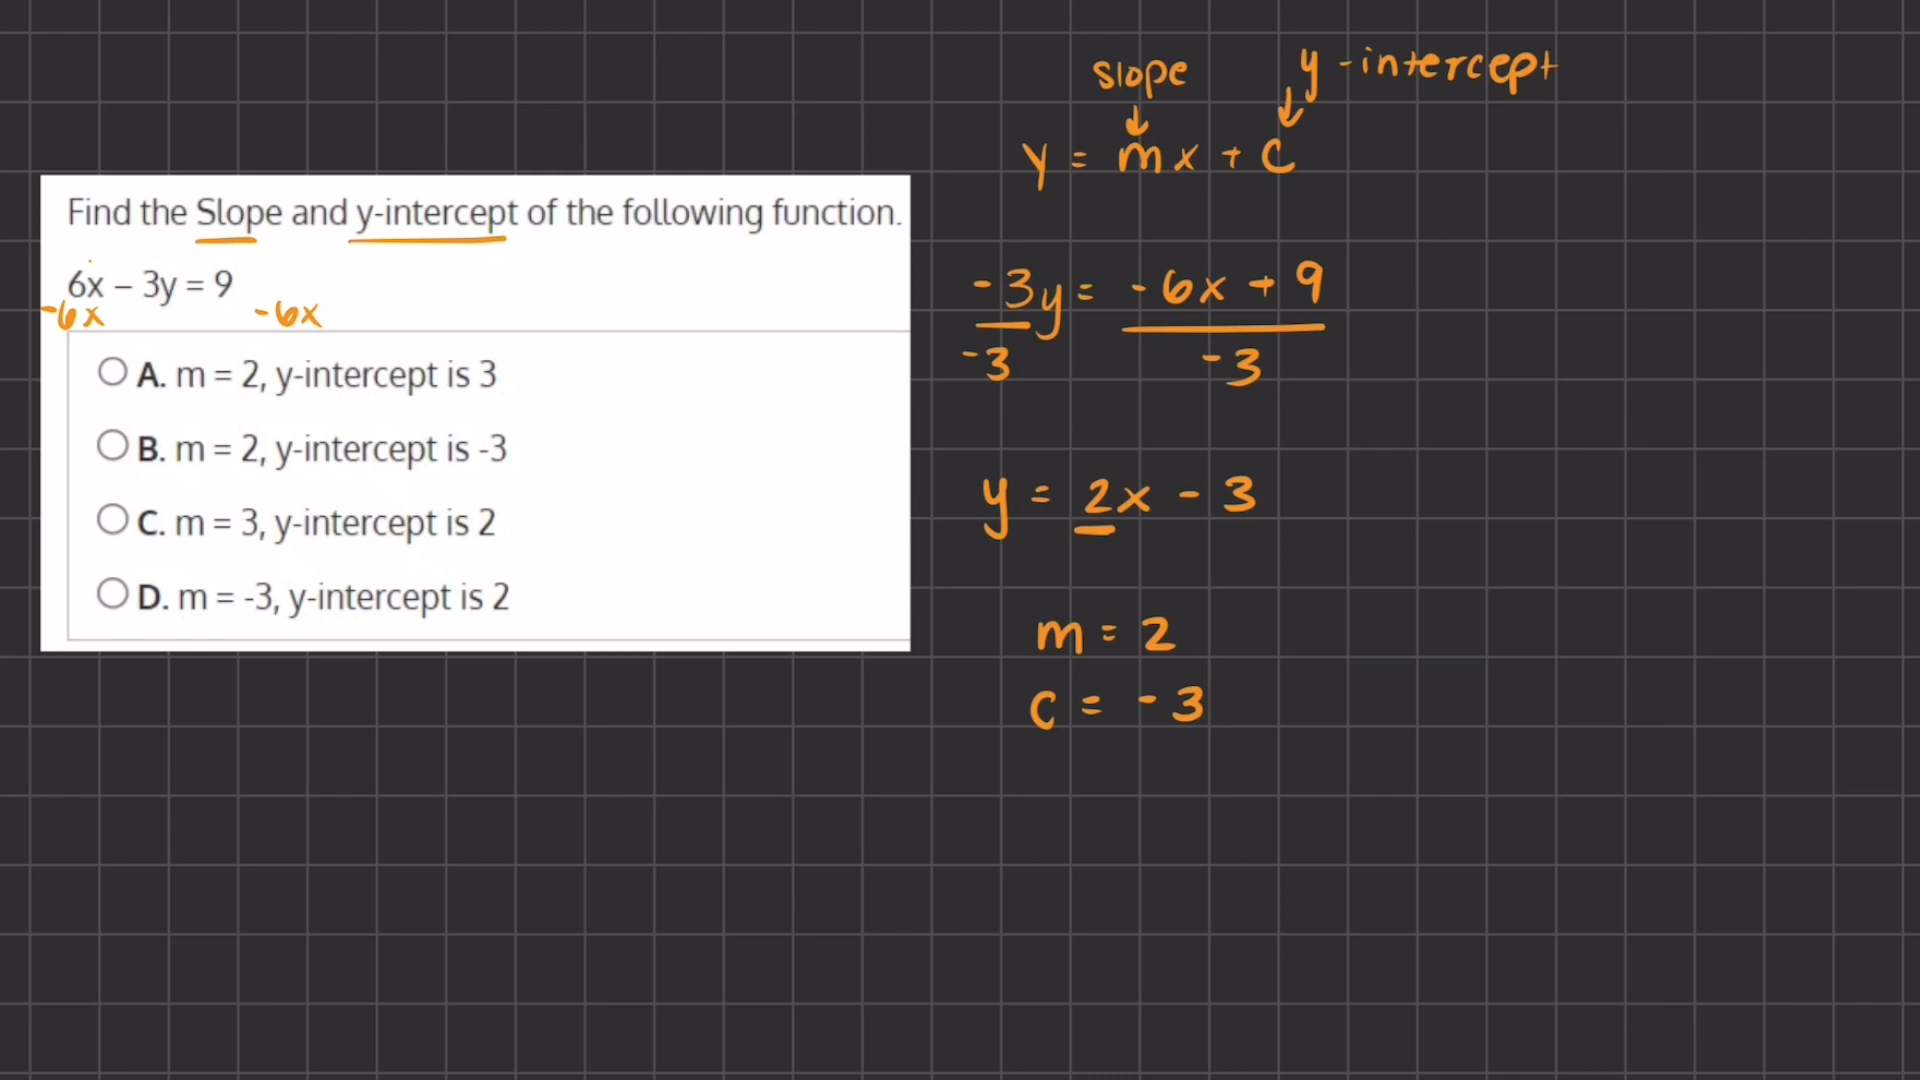 Find the Slope and y-intercept of the following function.
6x – 3y = 9
-6x -6x
A. m = 2, y-intercept is 3
B. m = 2, y-intercept is -3
C. m = 3, y-intercept is 2
D. m = -3, y-intercept is 2
slope y-intercept
y = mx + c
-3y = -6x + 9
-3 -3
y = 2x - 3
m = 2
c = -3